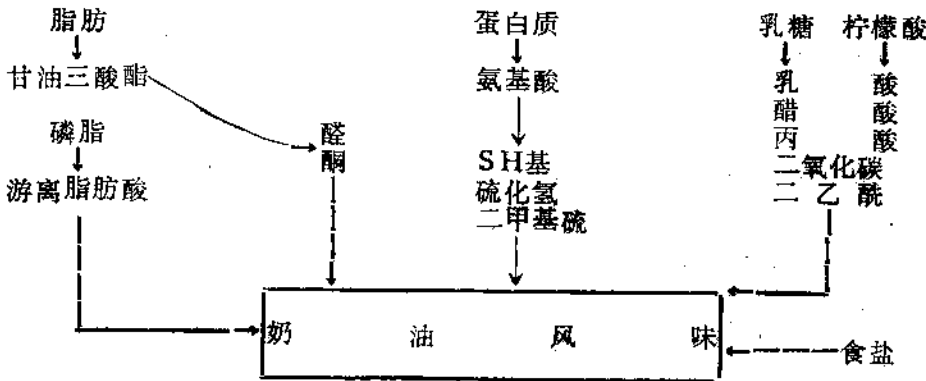 脂肪
甘油三酸酯
磷脂
游离脂肪酸
醛
酮
蛋白质
氨基酸
SH基
硫化氢
二甲基硫
乳糖 柠檬酸
乳 酸
醋 酸
丙 酸
二氧化碳
二乙酰
奶油风味
食盐